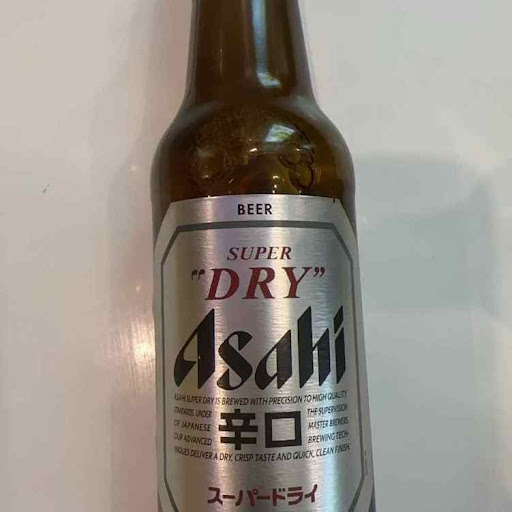 BEER
SUPER
"DRY"
Asahi
ASAHI SUPER DRY IS BREWED WITH PRECISION TO HIGH QUALITY
STANDARDS, UNDER THE SUPERVISION
OF JAPANESE MASTER BREWERS.
辛口
OUR ADVANCED BREWING TECH-
NIQUES DELIVER A DRY, CRISP TASTE AND QUICK, CLEAN FINISH.
スーパードライ